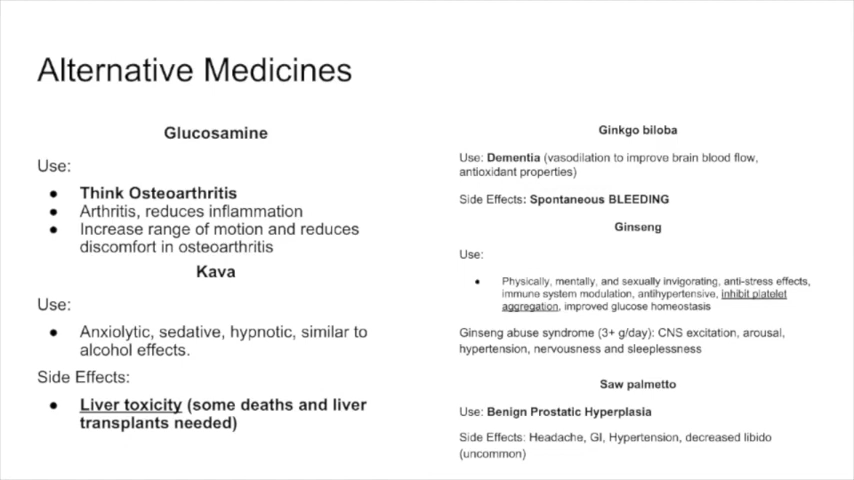 Alternative Medicines
Glucosamine
Use:
● Think Osteoarthritis
● Arthritis, reduces inflammation
● Increase range of motion and reduces
discomfort in osteoarthritis
Kava
Use:
● Anxiolytic, sedative, hypnotic, similar to
alcohol effects.
Side Effects:
● Liver toxicity (some deaths and liver
transplants needed)
Ginkgo biloba
Use: Dementia (vasodilation to improve brain blood flow,
antioxidant properties)
Side Effects: Spontaneous BLEEDING
Ginseng
Use:
● Physically, mentally, and sexually invigorating, anti-stress effects,
immune system modulation, antihypertensive, inhibit platelet
aggregation, improved glucose homeostasis
Ginseng abuse syndrome (3+ g/day): CNS excitation, arousal,
hypertension, nervousness and sleeplessness
Saw palmetto
Use: Benign Prostatic Hyperplasia
Side Effects: Headache, GI, Hypertension, decreased libido
(uncommon)